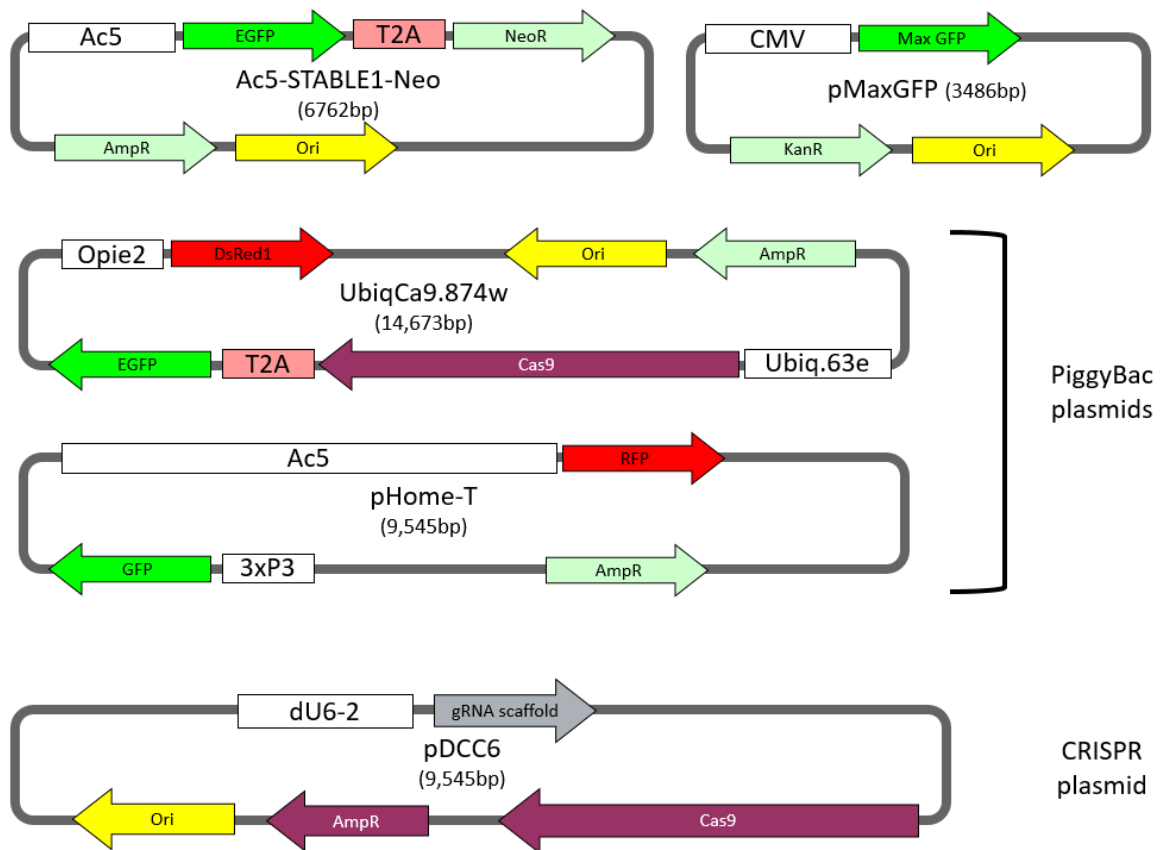 Ac5 EGFP T2A NeoR
Ac5-STABLE1-Neo
(6762bp)
AmpR Ori
CMV Max GFP
pMaxGFP (3486bp)
KanR Ori
Opie2 DsRed1 Ori AmpR
UbiqCa9.874w
(14,673bp)
EGFP T2A Cas9 Ubiq.63e
Ac5 RFP
pHome-T
(9,545bp)
GFP 3xP3 AmpR
PiggyBac
plasmids
dU6-2 gRNA scaffold
pDCC6
(9,545bp)
Ori AmpR Cas9
CRISPR
plasmid